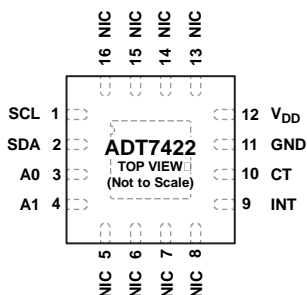 16 NIC
15 NIC
14 NIC
13 NIC
SCL 1
SDA 2
A0 3
A1 4
ADT7422
TOP VIEW
(Not to Scale)
12 VDD
11 GND
10 CT
9 INT
NIC 5
NIC 6
NIC 7
NIC 8